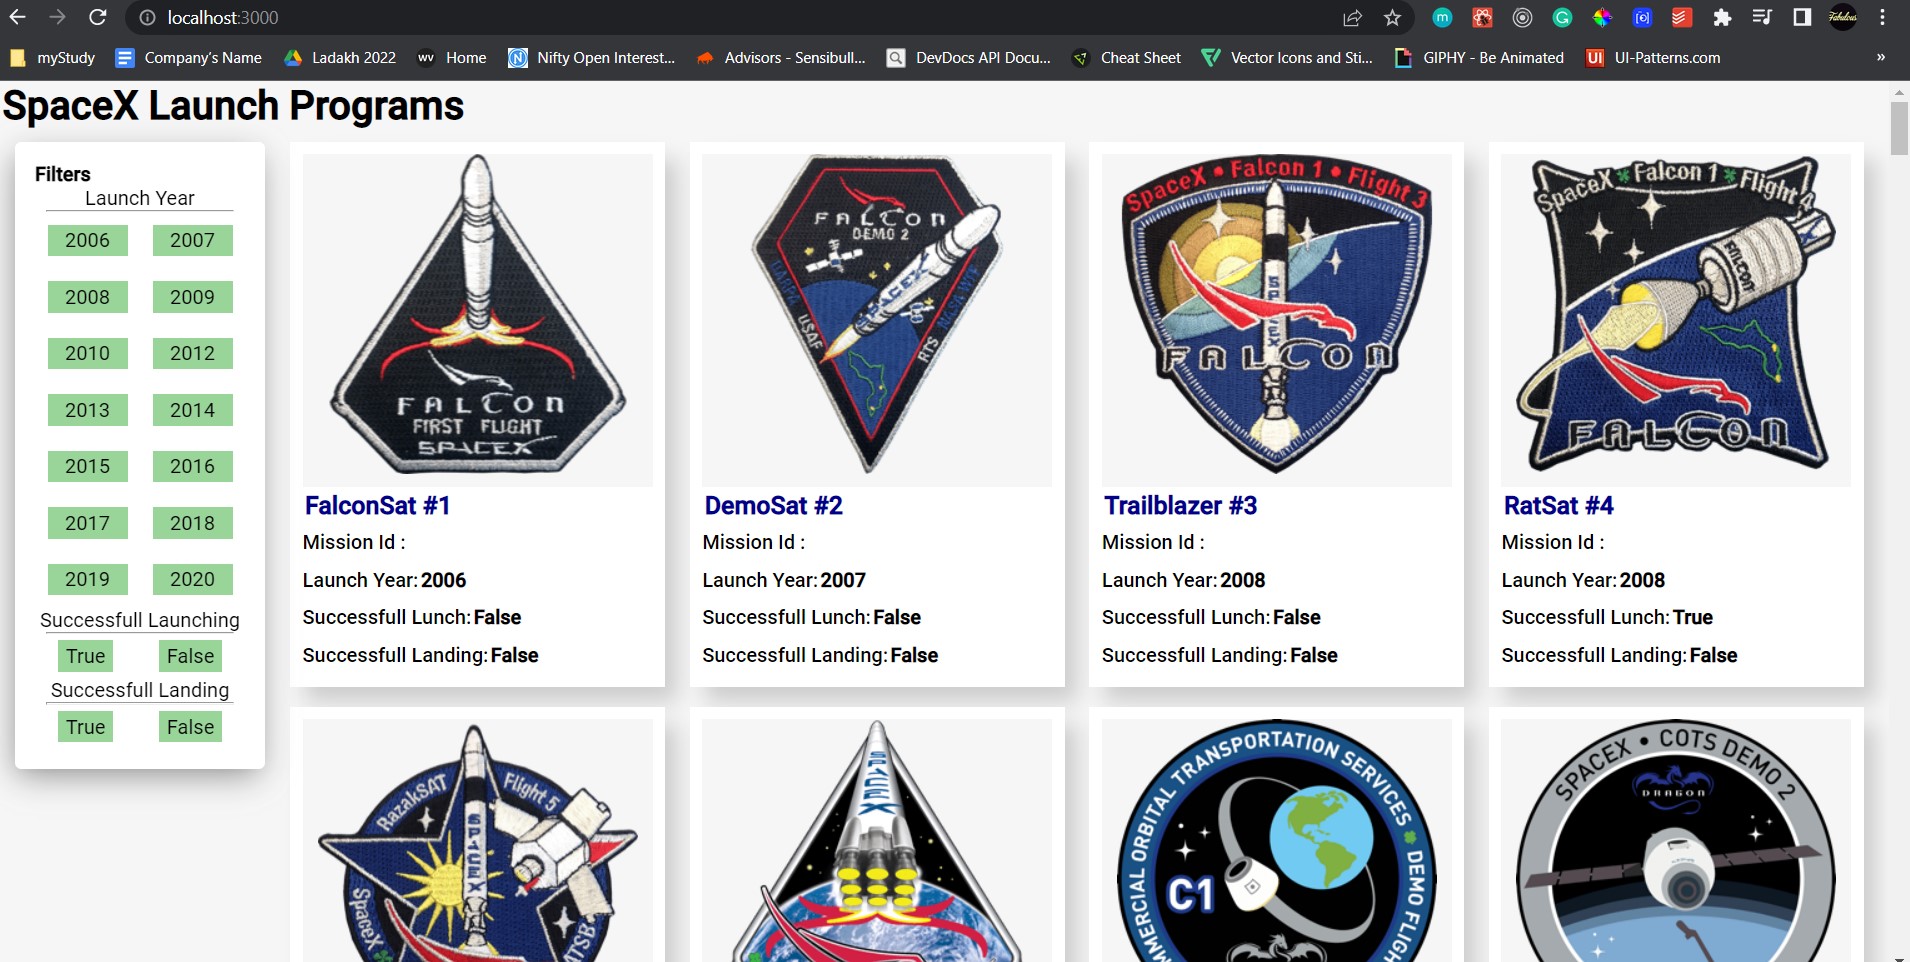 localhost:3000
myStudy
Company's Name
Ladakh 2022
Home
Nifty Open Interest...
Advisors - Sensibull...
DevDocs API Docu...
Cheat Sheet
Vector Icons and Sti...
GIPHY - Be Animated
UI-Patterns.com
»
SpaceX Launch Programs
Filters
Launch Year
2006 2007
2008 2009
2010 2012
2013 2014
2015 2016
2017 2018
2019 2020
Successfull Launching
True False
Successfull Landing
True False
FALCON
FIRST FLIGHT
SPACEX
FalconSat #1
Mission Id :
Launch Year: 2006
Successfull Lunch: False
Successfull Landing: False
FALCON
DEMO 2
SPACEX
USAF
RTS
DemoSat #2
Mission Id :
Launch Year: 2007
Successfull Lunch: False
Successfull Landing: False
SpaceX • Falcon 1 • Flight 3
SPACEX
FALCON
Trailblazer #3
Mission Id :
Launch Year: 2008
Successfull Lunch: False
Successfull Landing: False
SpaceX Falcon 1 Flight 4
FALCON
FALCON
RatSat #4
Mission Id :
Launch Year: 2008
Successfull Lunch: True
Successfull Landing: False
RazakSAT
Flight 5
SPACEX
SpaceX
SPACEX
ORBITAL TRANSPORTATION SERVICES
DEMO
C1
SPACEX • COTS DEMO 2
DRAGON